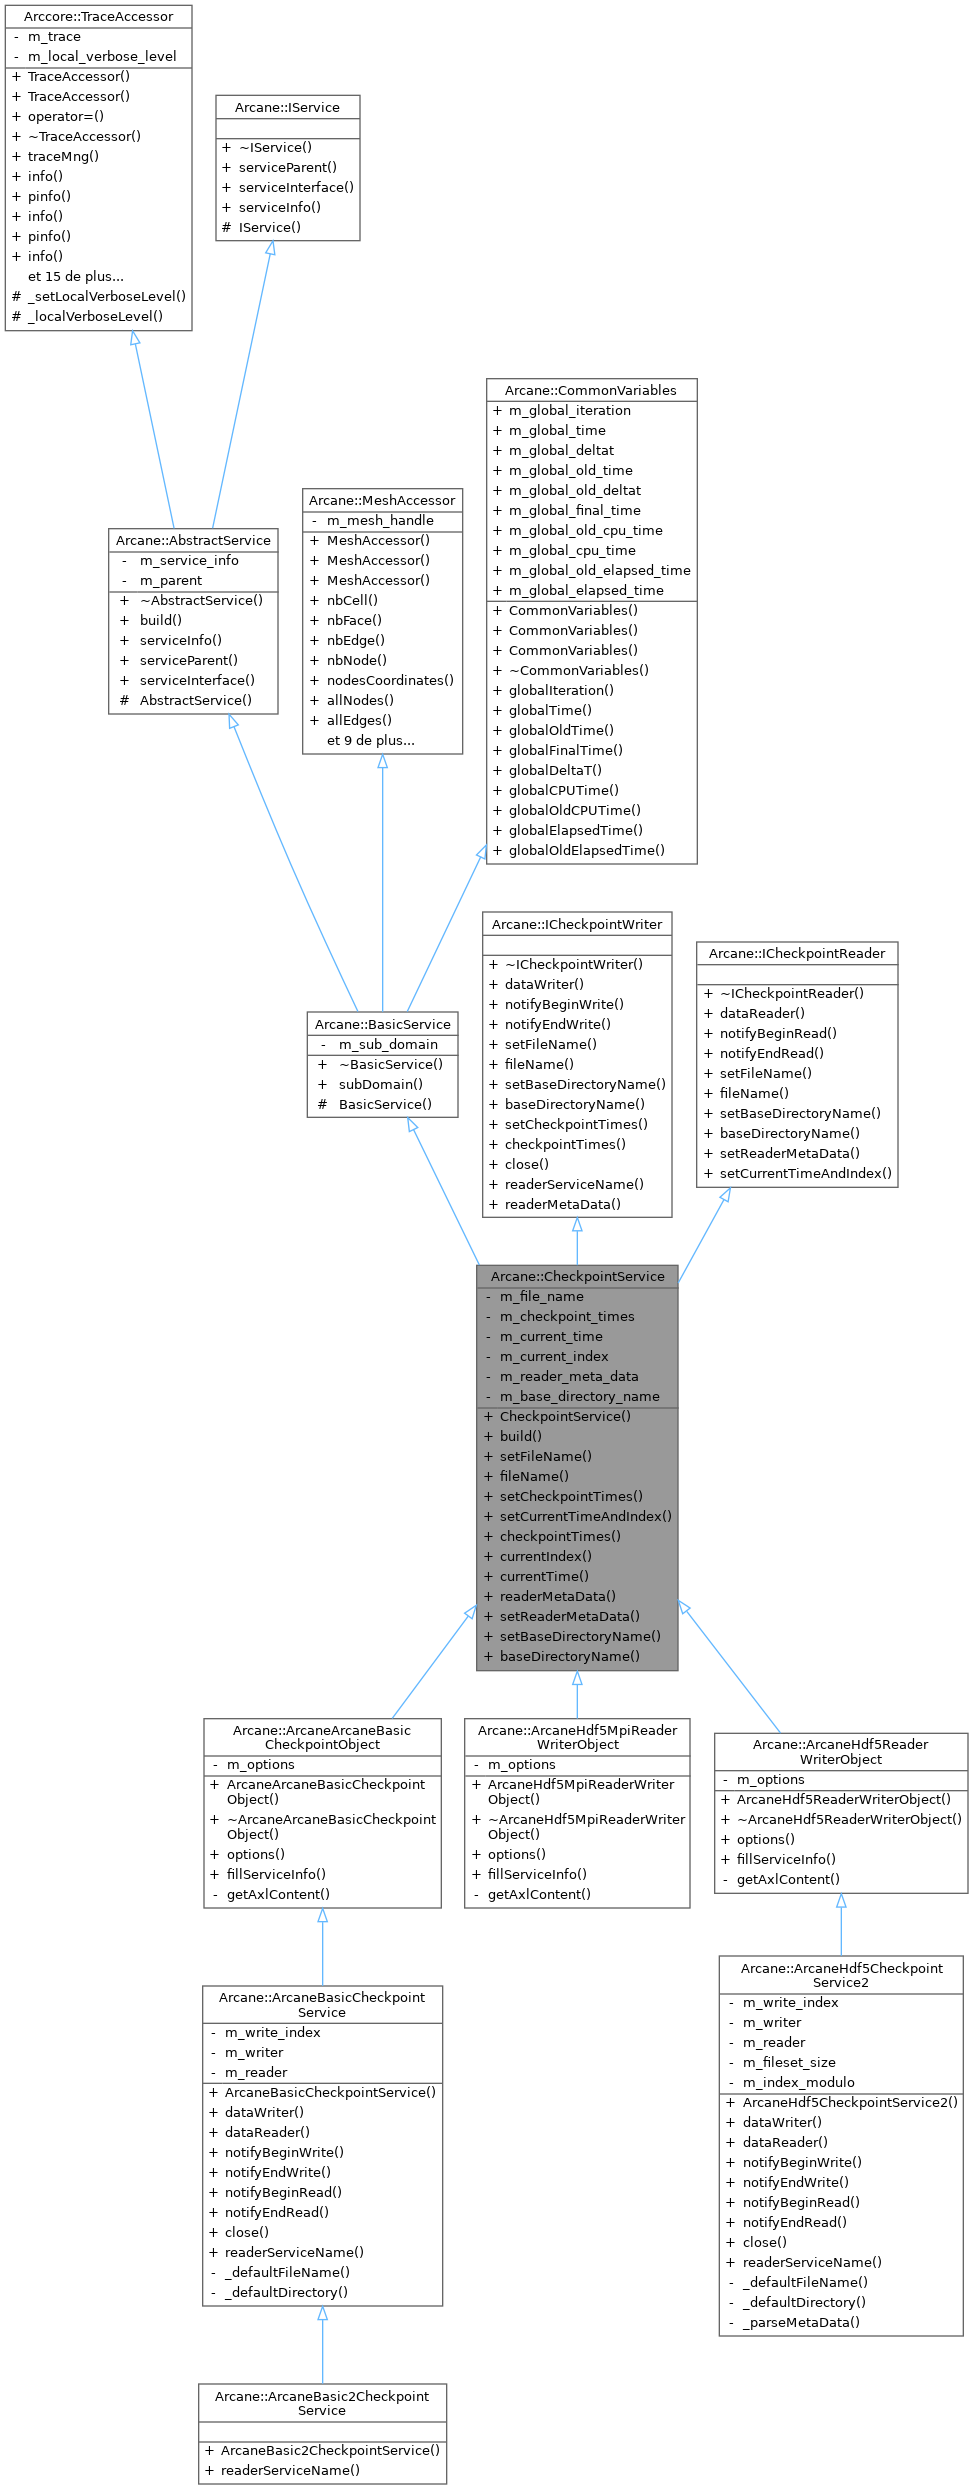 Arccore::TraceAccessor
- m_trace
- m_local_verbose_level
+ TraceAccessor()
+ TraceAccessor()
+ operator=()
+ ~TraceAccessor()
+ traceMng()
+ info()
+ pinfo()
+ info()
+ pinfo()
+ info()
et 15 de plus...
# _setLocalVerboseLevel()
# _localVerboseLevel()
Arcane::IService
+ ~IService()
+ serviceParent()
+ serviceInterface()
+ serviceInfo()
# IService()
Arcane::AbstractService
- m_service_info
- m_parent
+ ~AbstractService()
+ build()
+ serviceInfo()
+ serviceParent()
+ serviceInterface()
# AbstractService()
Arcane::MeshAccessor
- m_mesh_handle
+ MeshAccessor()
+ MeshAccessor()
+ MeshAccessor()
+ nbCell()
+ nbFace()
+ nbEdge()
+ nbNode()
+ nodesCoordinates()
+ allNodes()
+ allEdges()
et 9 de plus...
Arcane::CommonVariables
+ m_global_iteration
+ m_global_time
+ m_global_deltat
+ m_global_old_time
+ m_global_old_deltat
+ m_global_final_time
+ m_global_old_cpu_time
+ m_global_cpu_time
+ m_global_old_elapsed_time
+ m_global_elapsed_time
+ CommonVariables()
+ CommonVariables()
+ CommonVariables()
+ ~CommonVariables()
+ globalIteration()
+ globalTime()
+ globalOldTime()
+ globalFinalTime()
+ globalDeltaT()
+ globalCPUTime()
+ globalOldCPUTime()
+ globalElapsedTime()
+ globalOldElapsedTime()
Arcane::BasicService
- m_sub_domain
+ ~BasicService()
+ subDomain()
# BasicService()
Arcane::ICheckpointWriter
+ ~ICheckpointWriter()
+ dataWriter()
+ notifyBeginWrite()
+ notifyEndWrite()
+ setFileName()
+ fileName()
+ setBaseDirectoryName()
+ baseDirectoryName()
+ setCheckpointTimes()
+ checkpointTimes()
+ close()
+ readerServiceName()
+ readerMetaData()
Arcane::ICheckpointReader
+ ~ICheckpointReader()
+ dataReader()
+ notifyBeginRead()
+ notifyEndRead()
+ setFileName()
+ fileName()
+ setBaseDirectoryName()
+ baseDirectoryName()
+ setReaderMetaData()
+ setCurrentTimeAndIndex()
Arcane::CheckpointService
- m_file_name
- m_checkpoint_times
- m_current_time
- m_current_index
- m_reader_meta_data
- m_base_directory_name
+ CheckpointService()
+ build()
+ setFileName()
+ fileName()
+ setCheckpointTimes()
+ setCurrentTimeAndIndex()
+ checkpointTimes()
+ currentIndex()
+ currentTime()
+ readerMetaData()
+ setReaderMetaData()
+ setBaseDirectoryName()
+ baseDirectoryName()
Arcane::ArcaneArcaneBasic
CheckpointObject
- m_options
+ ArcaneArcaneBasicCheckpoint
Object()
+ ~ArcaneArcaneBasicCheckpoint
Object()
+ options()
+ fillServiceInfo()
- getAxlContent()
Arcane::ArcaneHdf5MpiReader
WriterObject
- m_options
+ ArcaneHdf5MpiReaderWriter
Object()
+ ~ArcaneHdf5MpiReaderWriter
Object()
+ options()
+ fillServiceInfo()
- getAxlContent()
Arcane::ArcaneHdf5Reader
WriterObject
- m_options
+ ArcaneHdf5ReaderWriterObject()
+ ~ArcaneHdf5ReaderWriterObject()
+ options()
+ fillServiceInfo()
- getAxlContent()
Arcane::ArcaneBasicCheckpoint
Service
- m_write_index
- m_writer
- m_reader
+ ArcaneBasicCheckpointService()
+ dataWriter()
+ dataReader()
+ notifyBeginWrite()
+ notifyEndWrite()
+ notifyBeginRead()
+ notifyEndRead()
+ close()
+ readerServiceName()
- _defaultFileName()
- _defaultDirectory()
Arcane::ArcaneHdf5Checkpoint
Service2
- m_write_index
- m_writer
- m_reader
- m_fileset_size
- m_index_modulo
+ ArcaneHdf5CheckpointService2()
+ dataWriter()
+ dataReader()
+ notifyBeginWrite()
+ notifyEndWrite()
+ notifyBeginRead()
+ notifyEndRead()
+ close()
+ readerServiceName()
- _defaultFileName()
- _defaultDirectory()
- _parseMetaData()
Arcane::ArcaneBasic2Checkpoint
Service
+ ArcaneBasic2CheckpointService()
+ readerServiceName()